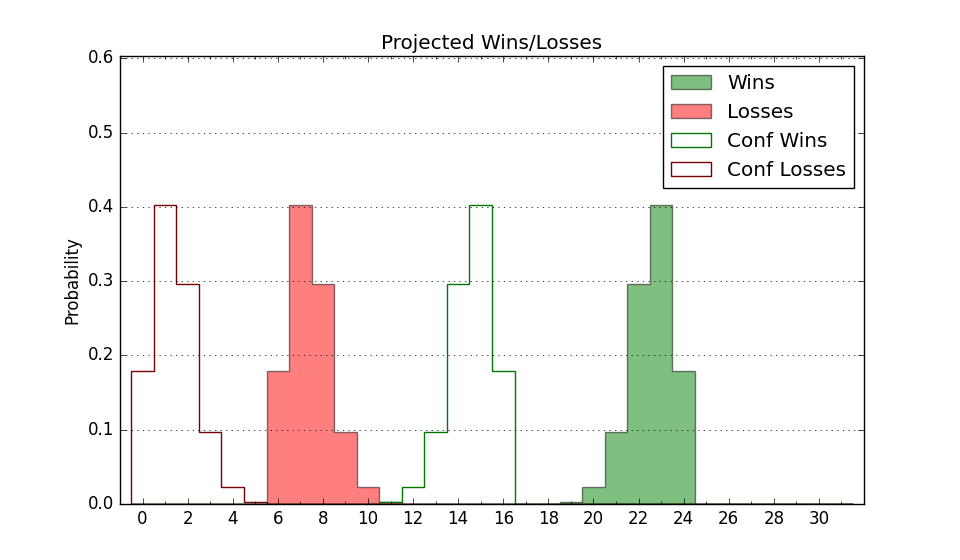 Projected Wins/Losses
0.6
0.5
0.4
0.3
0.2
0.1
0.0
Probability
Wins
Losses
Conf Wins
Conf Losses
0 2 4 6 8 10 12 14 16 18 20 22 24 26 28 30